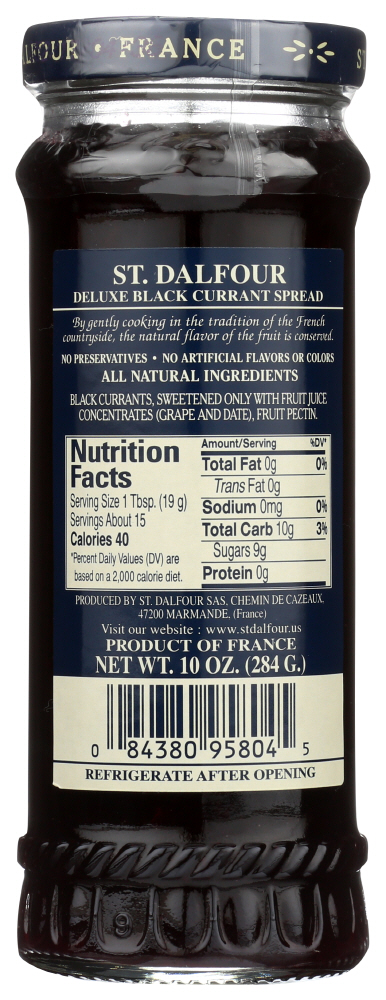 LFOUR • FRANCE S
ST. DALFOUR
DELUXE BLACK CURRANT SPREAD
By gently cooking in the tradition of the French
countryside, the natural flavor of the fruit is conserved.
NO PRESERVATIVES • NO ARTIFICIAL FLAVORS OR COLORS
ALL NATURAL INGREDIENTS
BLACK CURRANTS, SWEETENED ONLY WITH FRUIT JUICE
CONCENTRATES (GRAPE AND DATE), FRUIT PECTIN.
Nutrition
Facts
Serving Size 1 Tbsp. (19 g)
Servings About 15
Calories 40
*Percent Daily Values (DV) are
based on a 2,000 calorie diet.
Amount/Serving %DV*
Total Fat 0g 0%
Trans Fat 0g
Sodium 0mg 0%
Total Carb 10g 3%
Sugars 9g
Protein 0g
PRODUCED BY ST. DALFOUR SAS, CHEMIN DE CAZEAUX,
47200 MARMANDE, (France)
Visit our website : www.stdalfour.us
PRODUCT OF FRANCE
NET WT. 10 OZ. (284 G.)
0 84380 95804 5
REFRIGERATE AFTER OPENING
9